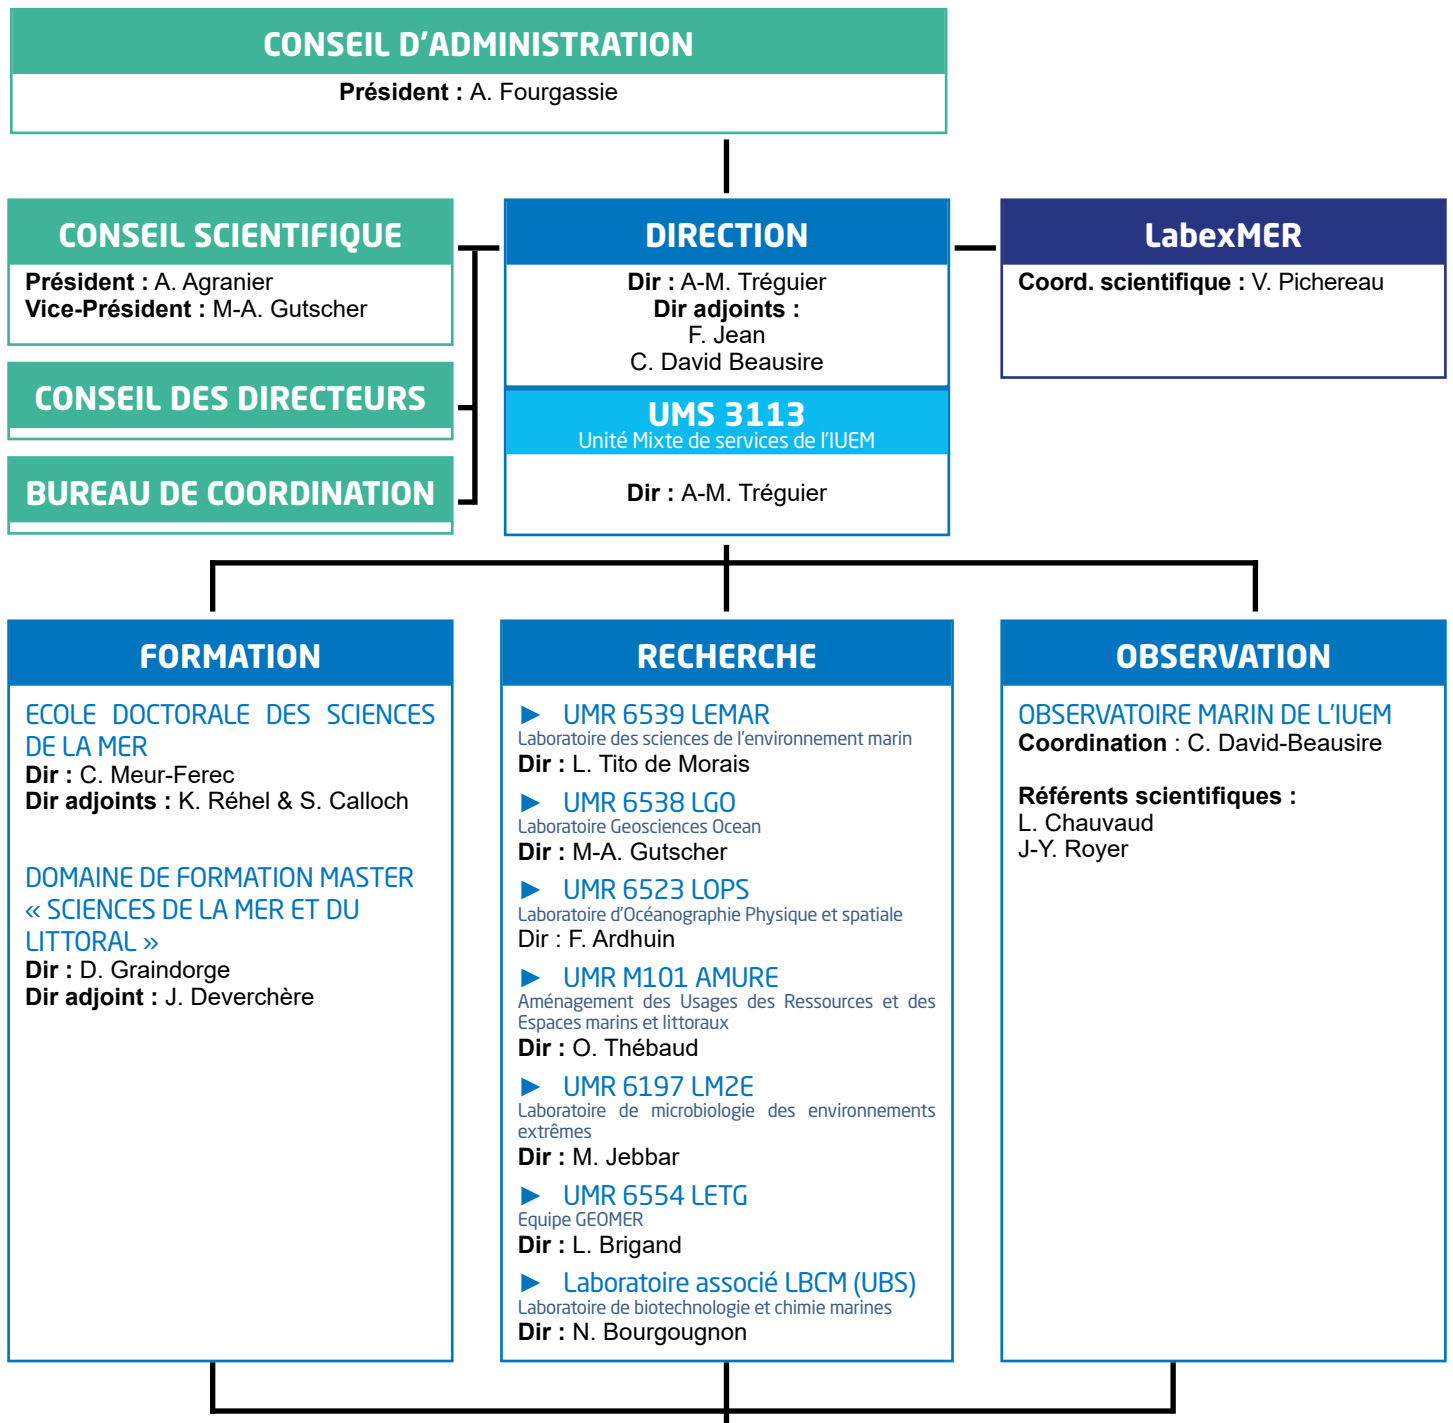 CONSEIL D'ADMINISTRATION
Président : A. Fourgassie
CONSEIL SCIENTIFIQUE
Président : A. Agranier
Vice-Président : M-A. Gutscher
CONSEIL DES DIRECTEURS
BUREAU DE COORDINATION
DIRECTION
Dir : A-M. Tréguier
Dir adjoints :
F. Jean
C. David Beausire
UMS 3113
Unité Mixte de services de l'IUEM
Dir : A-M. Tréguier
LabexMER
Coord. scientifique : V. Pichereau
FORMATION
ECOLE DOCTORALE DES SCIENCES
DE LA MER
Dir : C. Meur-Ferec
Dir adjoints : K. Réhel & S. Calloch
DOMAINE DE FORMATION MASTER
« SCIENCES DE LA MER ET DU
LITTORAL »
Dir : D. Graindorge
Dir adjoint : J. Deverchère
RECHERCHE
► UMR 6539 LEMAR
Laboratoire des sciences de l'environnement marin
Dir : L. Tito de Morais
► UMR 6538 LGO
Laboratoire Geosciences Ocean
Dir : M-A. Gutscher
► UMR 6523 LOPS
Laboratoire d'Océanographie Physique et spatiale
Dir : F. Ardhuin
► UMR M101 AMURE
Aménagement des Usages des Ressources et des
Espaces marins et littoraux
Dir : O. Thébaud
► UMR 6197 LM2E
Laboratoire de microbiologie des environnements
extrêmes
Dir : M. Jebbar
► UMR 6554 LETG
Equipe GEOMER
Dir : L. Brigand
► Laboratoire associé LBCM (UBS)
Laboratoire de biotechnologie et chimie marines
Dir : N. Bourgougnon
OBSERVATION
OBSERVATOIRE MARIN DE L'IUEM
Coordination : C. David-Beausire
Référents scientifiques :
L. Chauvaud
J-Y. Royer